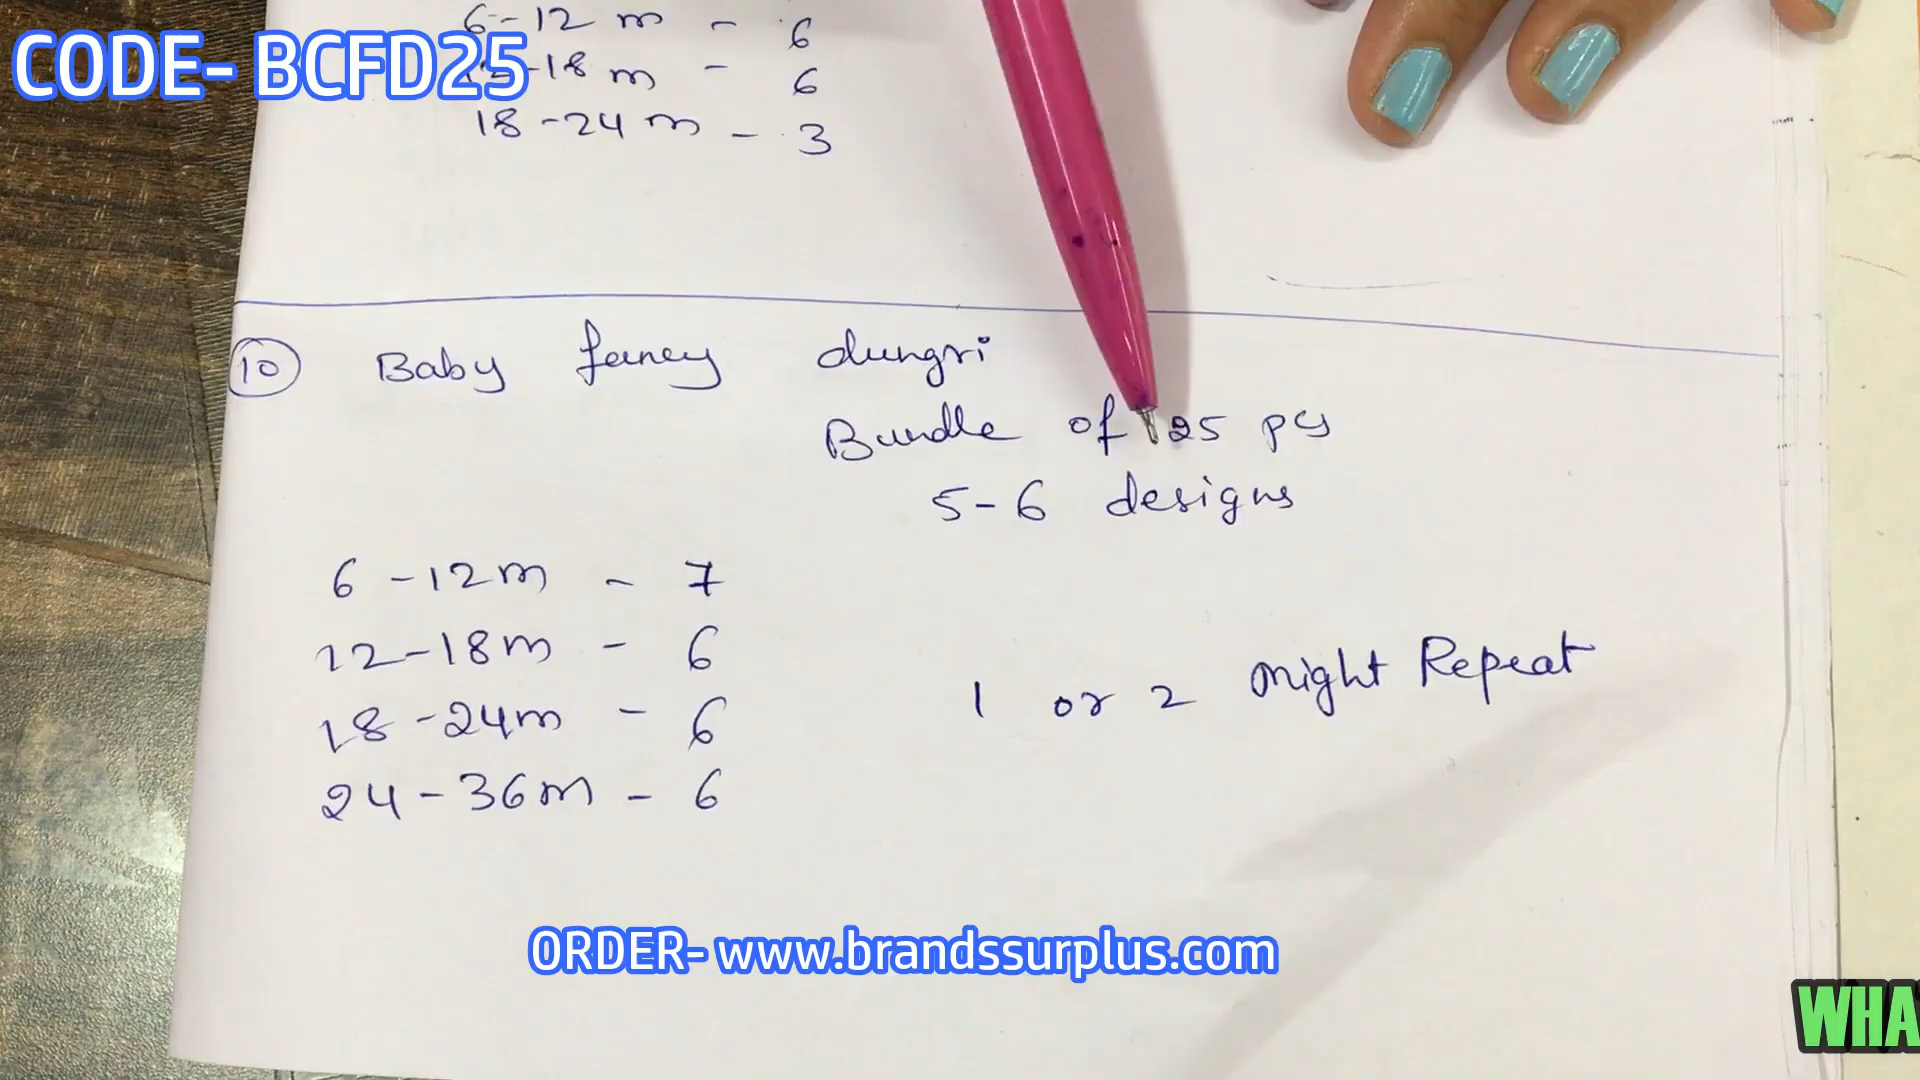 6-12 m - 6
CODE- BCFD25
-18 m - 6
18-24 m - 3
10 Baby fancy dungri
Bundle of 25 pcs
5-6 designs
6-12m - 7
12-18m - 6
18-24m - 6
24-36m - 6
1 or 2 might Repeat
ORDER- www.brandssurplus.com
WHA